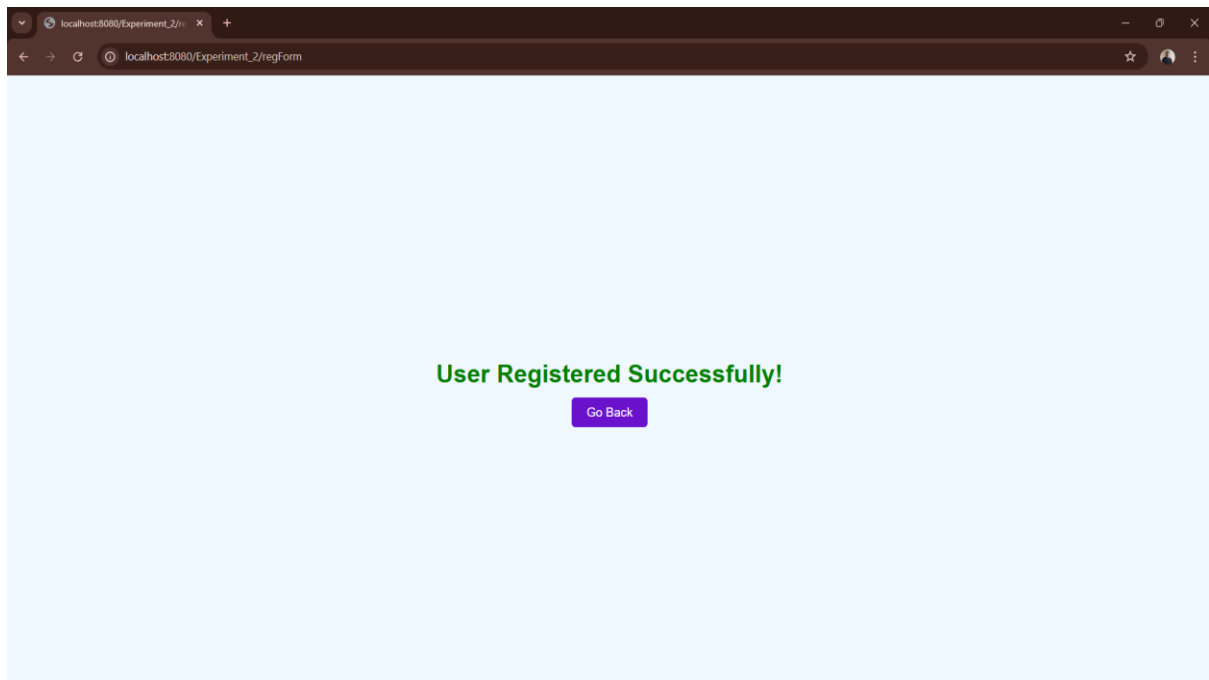 localhost:8080/Experiment_2/re
localhost:8080/Experiment_2/regForm
User Registered Successfully!
Go Back